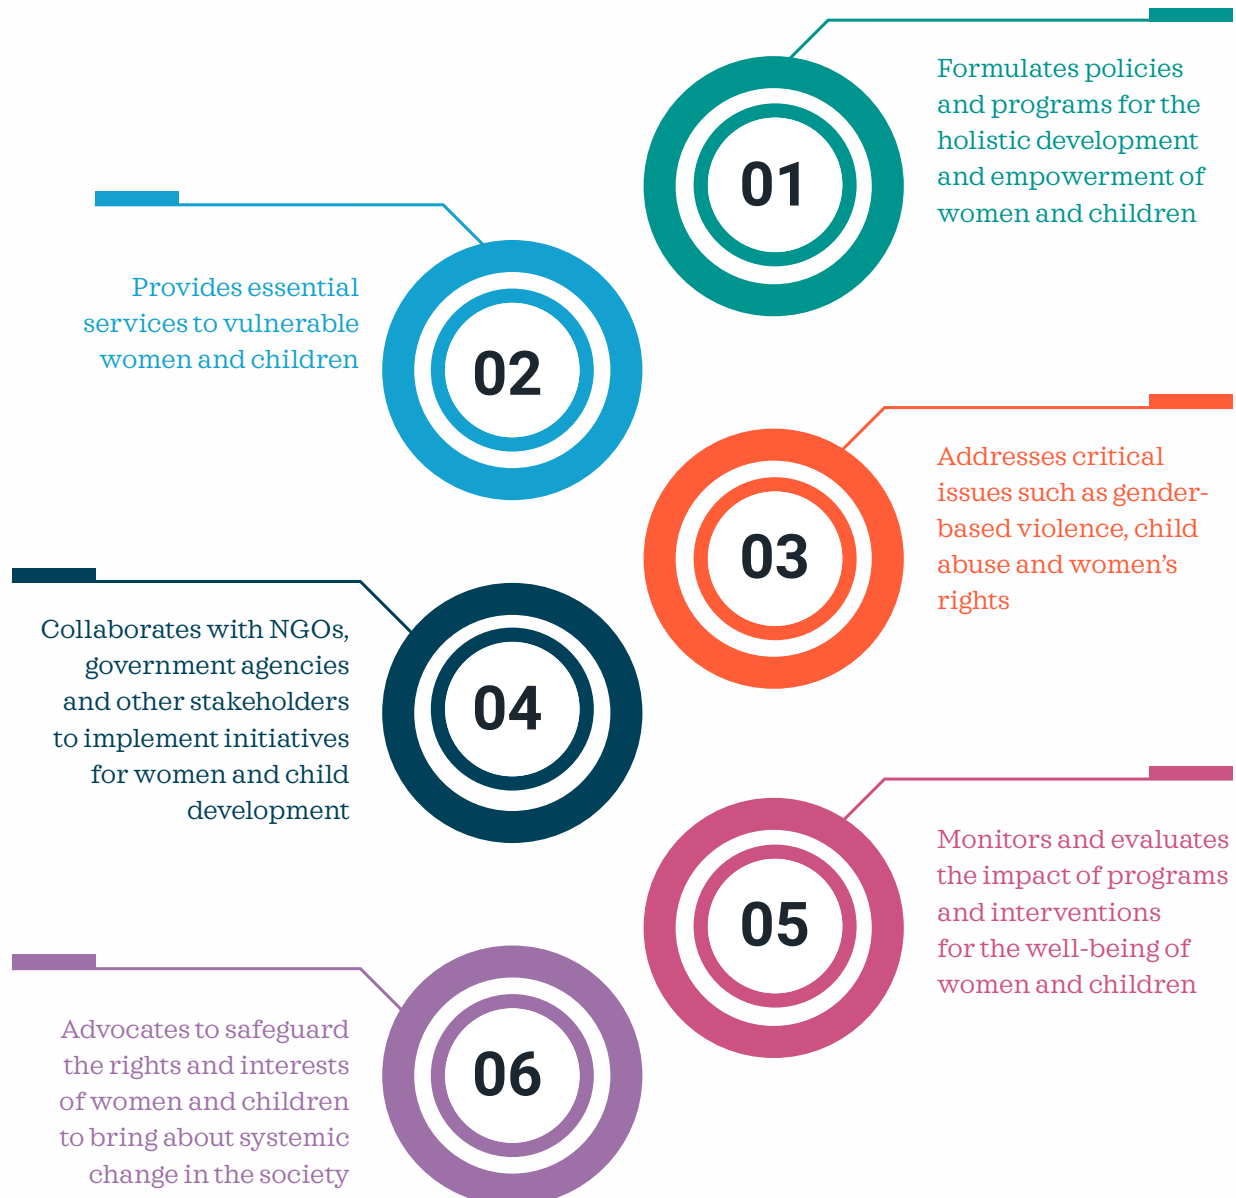 01
Formulates policies
and programs for the
holistic development
and empowerment of
women and children
02
Provides essential
services to vulnerable
women and children
03
Addresses critical
issues such as gender-
based violence, child
abuse and women’s
rights
04
Collaborates with NGOs,
government agencies
and other stakeholders
to implement initiatives
for women and child
development
05
Monitors and evaluates
the impact of programs
and interventions
for the well-being of
women and children
06
Advocates to safeguard
the rights and interests
of women and children
to bring about systemic
change in the society